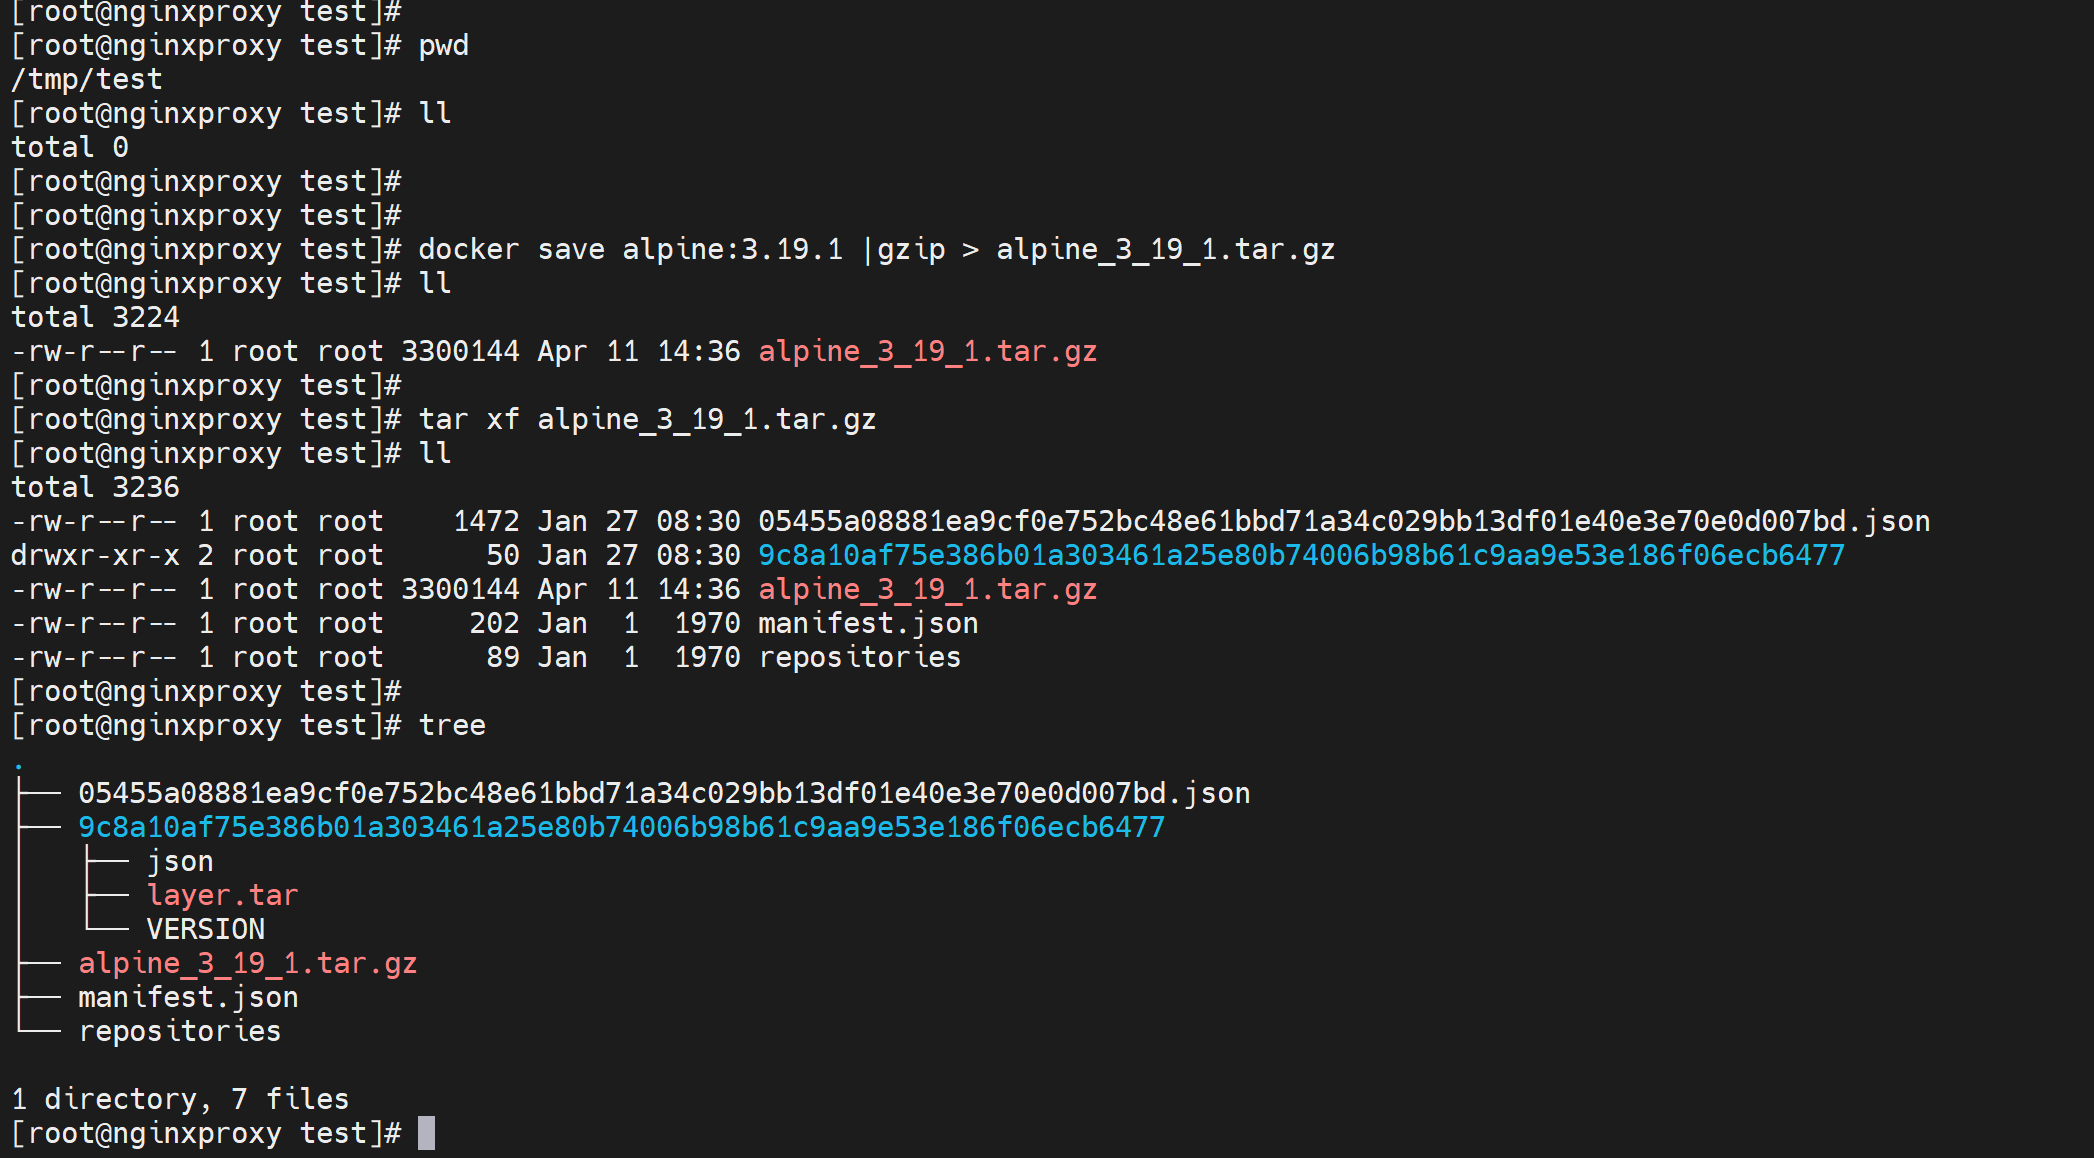 [root@nginxproxy test]#
[root@nginxproxy test]# pwd
/tmp/test
[root@nginxproxy test]# ll
total 0
[root@nginxproxy test]#
[root@nginxproxy test]#
[root@nginxproxy test]# docker save alpine:3.19.1 |gzip > alpine_3_19_1.tar.gz
[root@nginxproxy test]# ll
total 3224
-rw-r--r-- 1 root root 3300144 Apr 11 14:36 alpine_3_19_1.tar.gz
[root@nginxproxy test]#
[root@nginxproxy test]# tar xf alpine_3_19_1.tar.gz
[root@nginxproxy test]# ll
total 3236
-rw-r--r-- 1 root root    1472 Jan 27 08:30 05455a08881ea9cf0e752bc48e61bbd71a34c029bb13df01e40e3e70e0d007bd.json
drwxr-xr-x 2 root root      50 Jan 27 08:30 9c8a10af75e386b01a303461a25e80b74006b98b61c9aa9e53e186f06ecb6477
-rw-r--r-- 1 root root 3300144 Apr 11 14:36 alpine_3_19_1.tar.gz
-rw-r--r-- 1 root root     202 Jan  1  1970 manifest.json
-rw-r--r-- 1 root root      89 Jan  1  1970 repositories
[root@nginxproxy test]#
[root@nginxproxy test]# tree
.
├── 05455a08881ea9cf0e752bc48e61bbd71a34c029bb13df01e40e3e70e0d007bd.json
├── 9c8a10af75e386b01a303461a25e80b74006b98b61c9aa9e53e186f06ecb6477
│   ├── json
│   ├── layer.tar
│   └── VERSION
├── alpine_3_19_1.tar.gz
├── manifest.json
└── repositories
1 directory, 7 files
[root@nginxproxy test]#